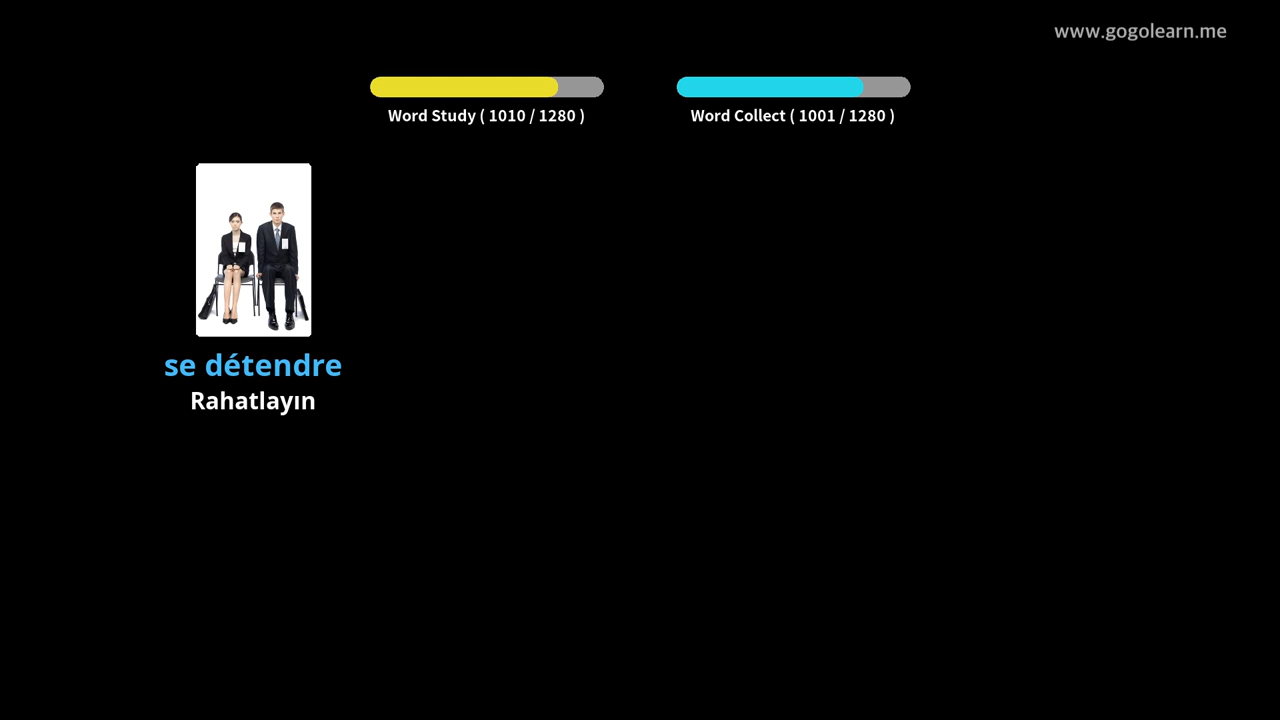 www.gogolearn.me
Word Study ( 1010 / 1280 )
Word Collect ( 1001 / 1280 )
se détendre
Rahatlayın